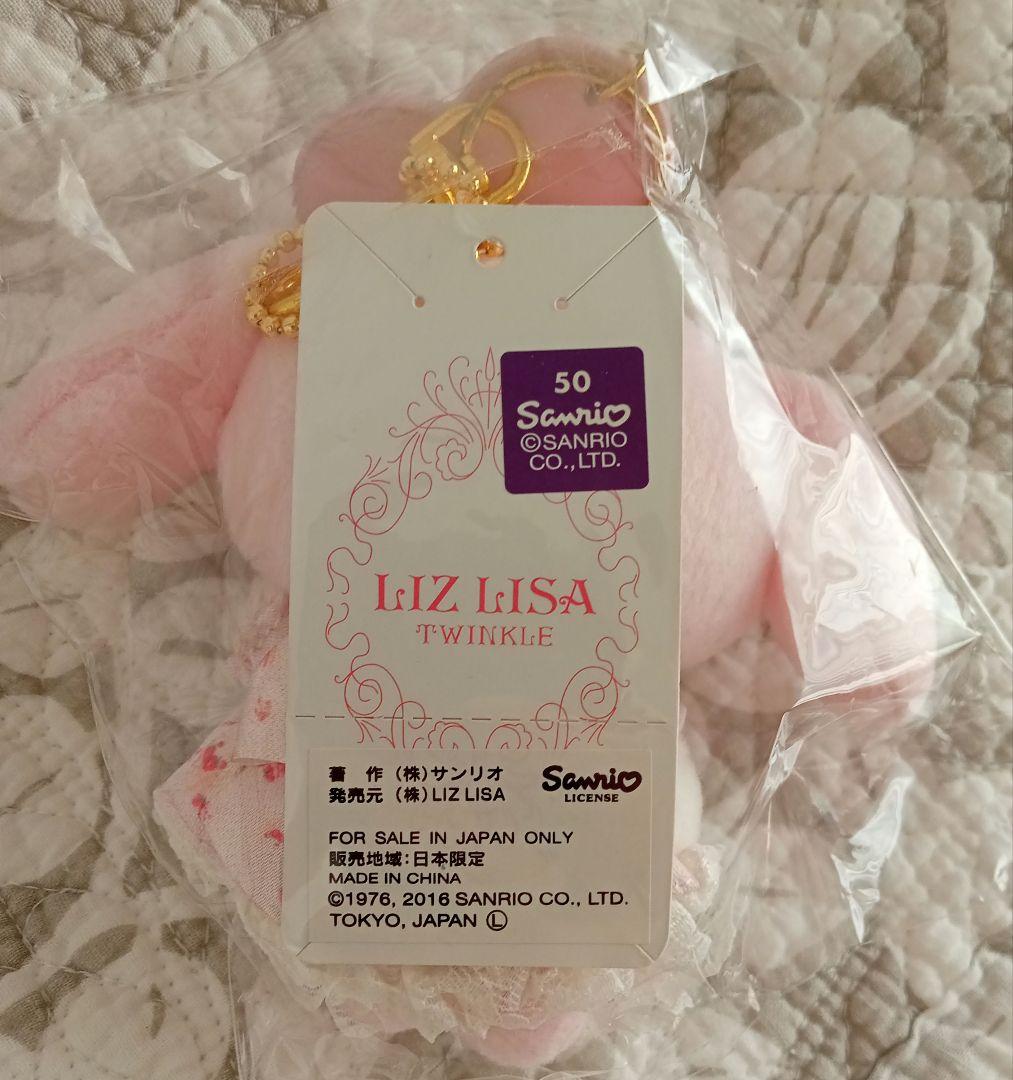 50
Sanrio
©SANRIO
CO.,LTD.
LIZ LISA
TWINKLE
著 作 (株)サンリオ
発売元 (株)LIZ LISA
Sanrio
LICENSE
FOR SALE IN JAPAN ONLY
販売地域:日本限定
MADE IN CHINA
©1976, 2016 SANRIO CO., LTD.
TOKYO, JAPAN Ⓛ